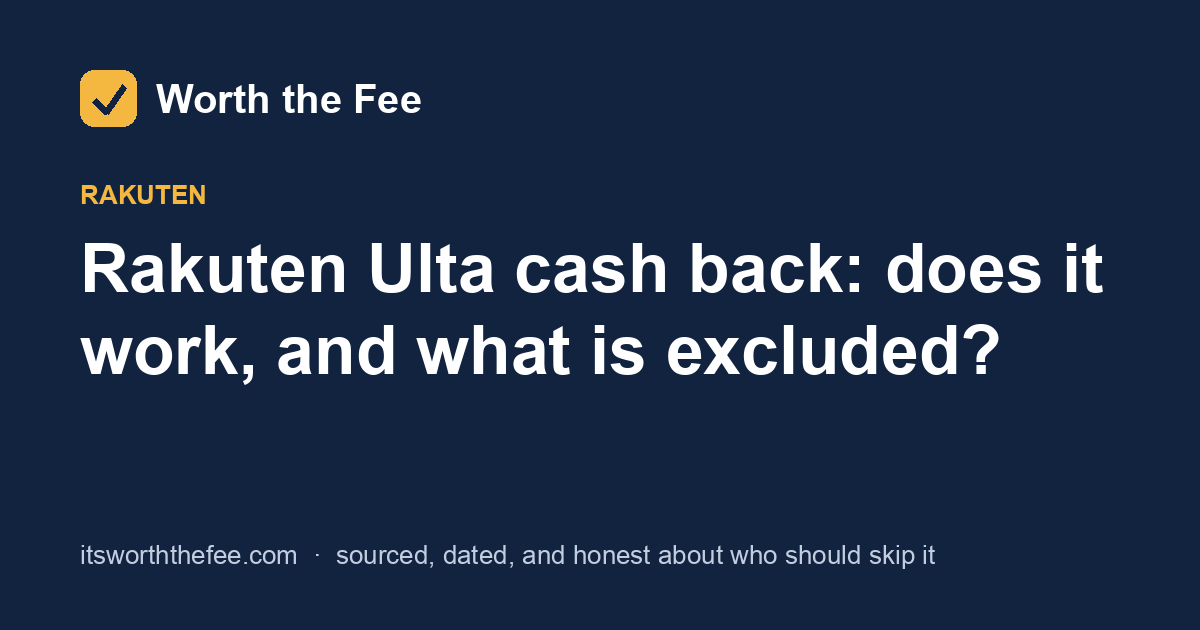 Worth the Fee
RAKUTEN
Rakuten Ulta cash back: does it
work, and what is excluded?
itsworththefee.com · sourced, dated, and honest about who should skip it